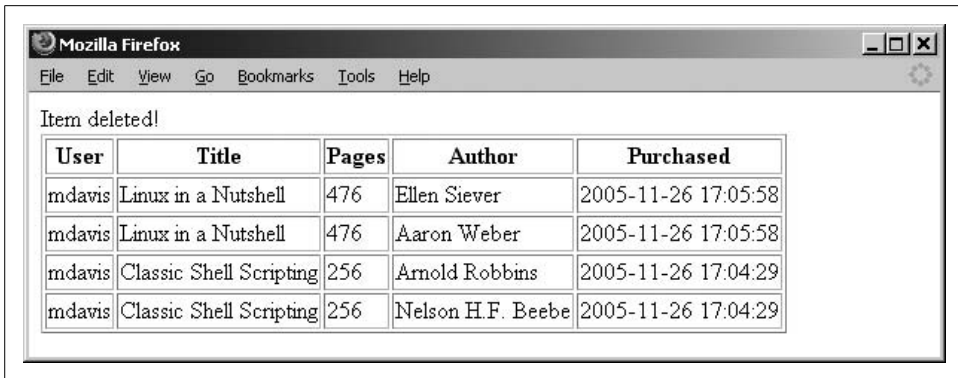 Mozilla Firefox
File Edit View Go Bookmarks Tools Help
Item deleted!
User Title Pages Author Purchased
mdavis Linux in a Nutshell 476 Ellen Siever 2005-11-26 17:05:58
mdavis Linux in a Nutshell 476 Aaron Weber 2005-11-26 17:05:58
mdavis Classic Shell Scripting 256 Arnold Robbins 2005-11-26 17:04:29
mdavis Classic Shell Scripting 256 Nelson H.F. Beebe 2005-11-26 17:04:29